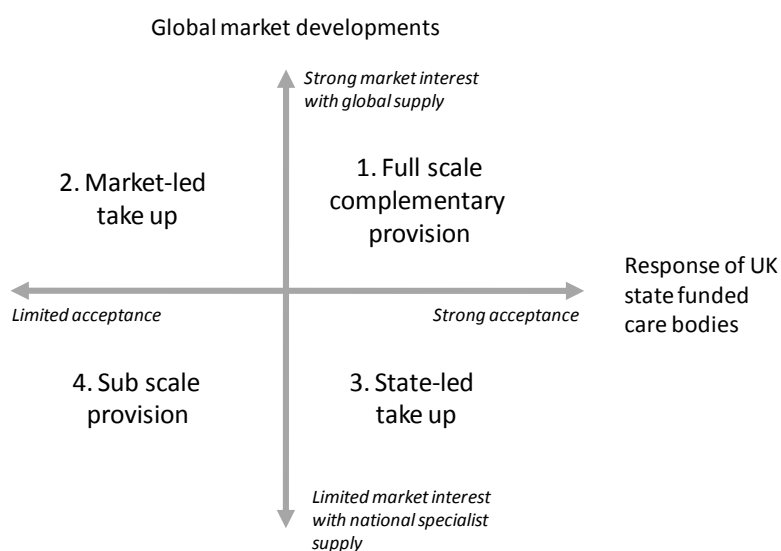 Global market developments
Strong market interest
with global supply
2. Market-led
take up
1. Full scale
complementary
provision
Response of UK
state funded
care bodies
Limited acceptance
Strong acceptance
4. Sub scale
provision
3. State-led
take up
Limited market interest
with national specialist
supply